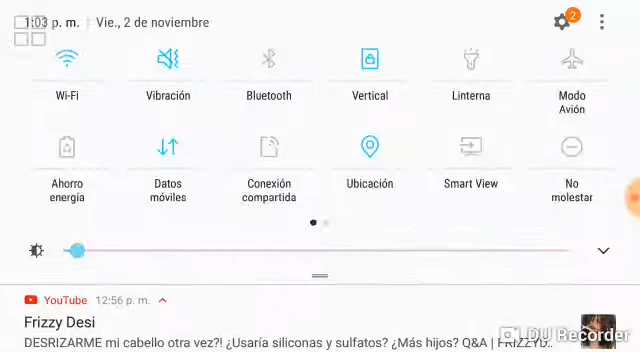 1:03 p. m. | Vie., 2 de noviembre
2
Wi-Fi
Vibración
Bluetooth
Vertical
Linterna
Modo
Avión
Ahorro
energía
Datos
móviles
Conexión
compartida
Ubicación
Smart View
No
molestar
YouTube 12:56 p. m.
Frizzy Desi
DESRIZARME mi cabello otra vez?! ¿Usaría siliconas y sulfatos? ¿Más hijos? Q&A | FRIZZYD..
DU Recorder